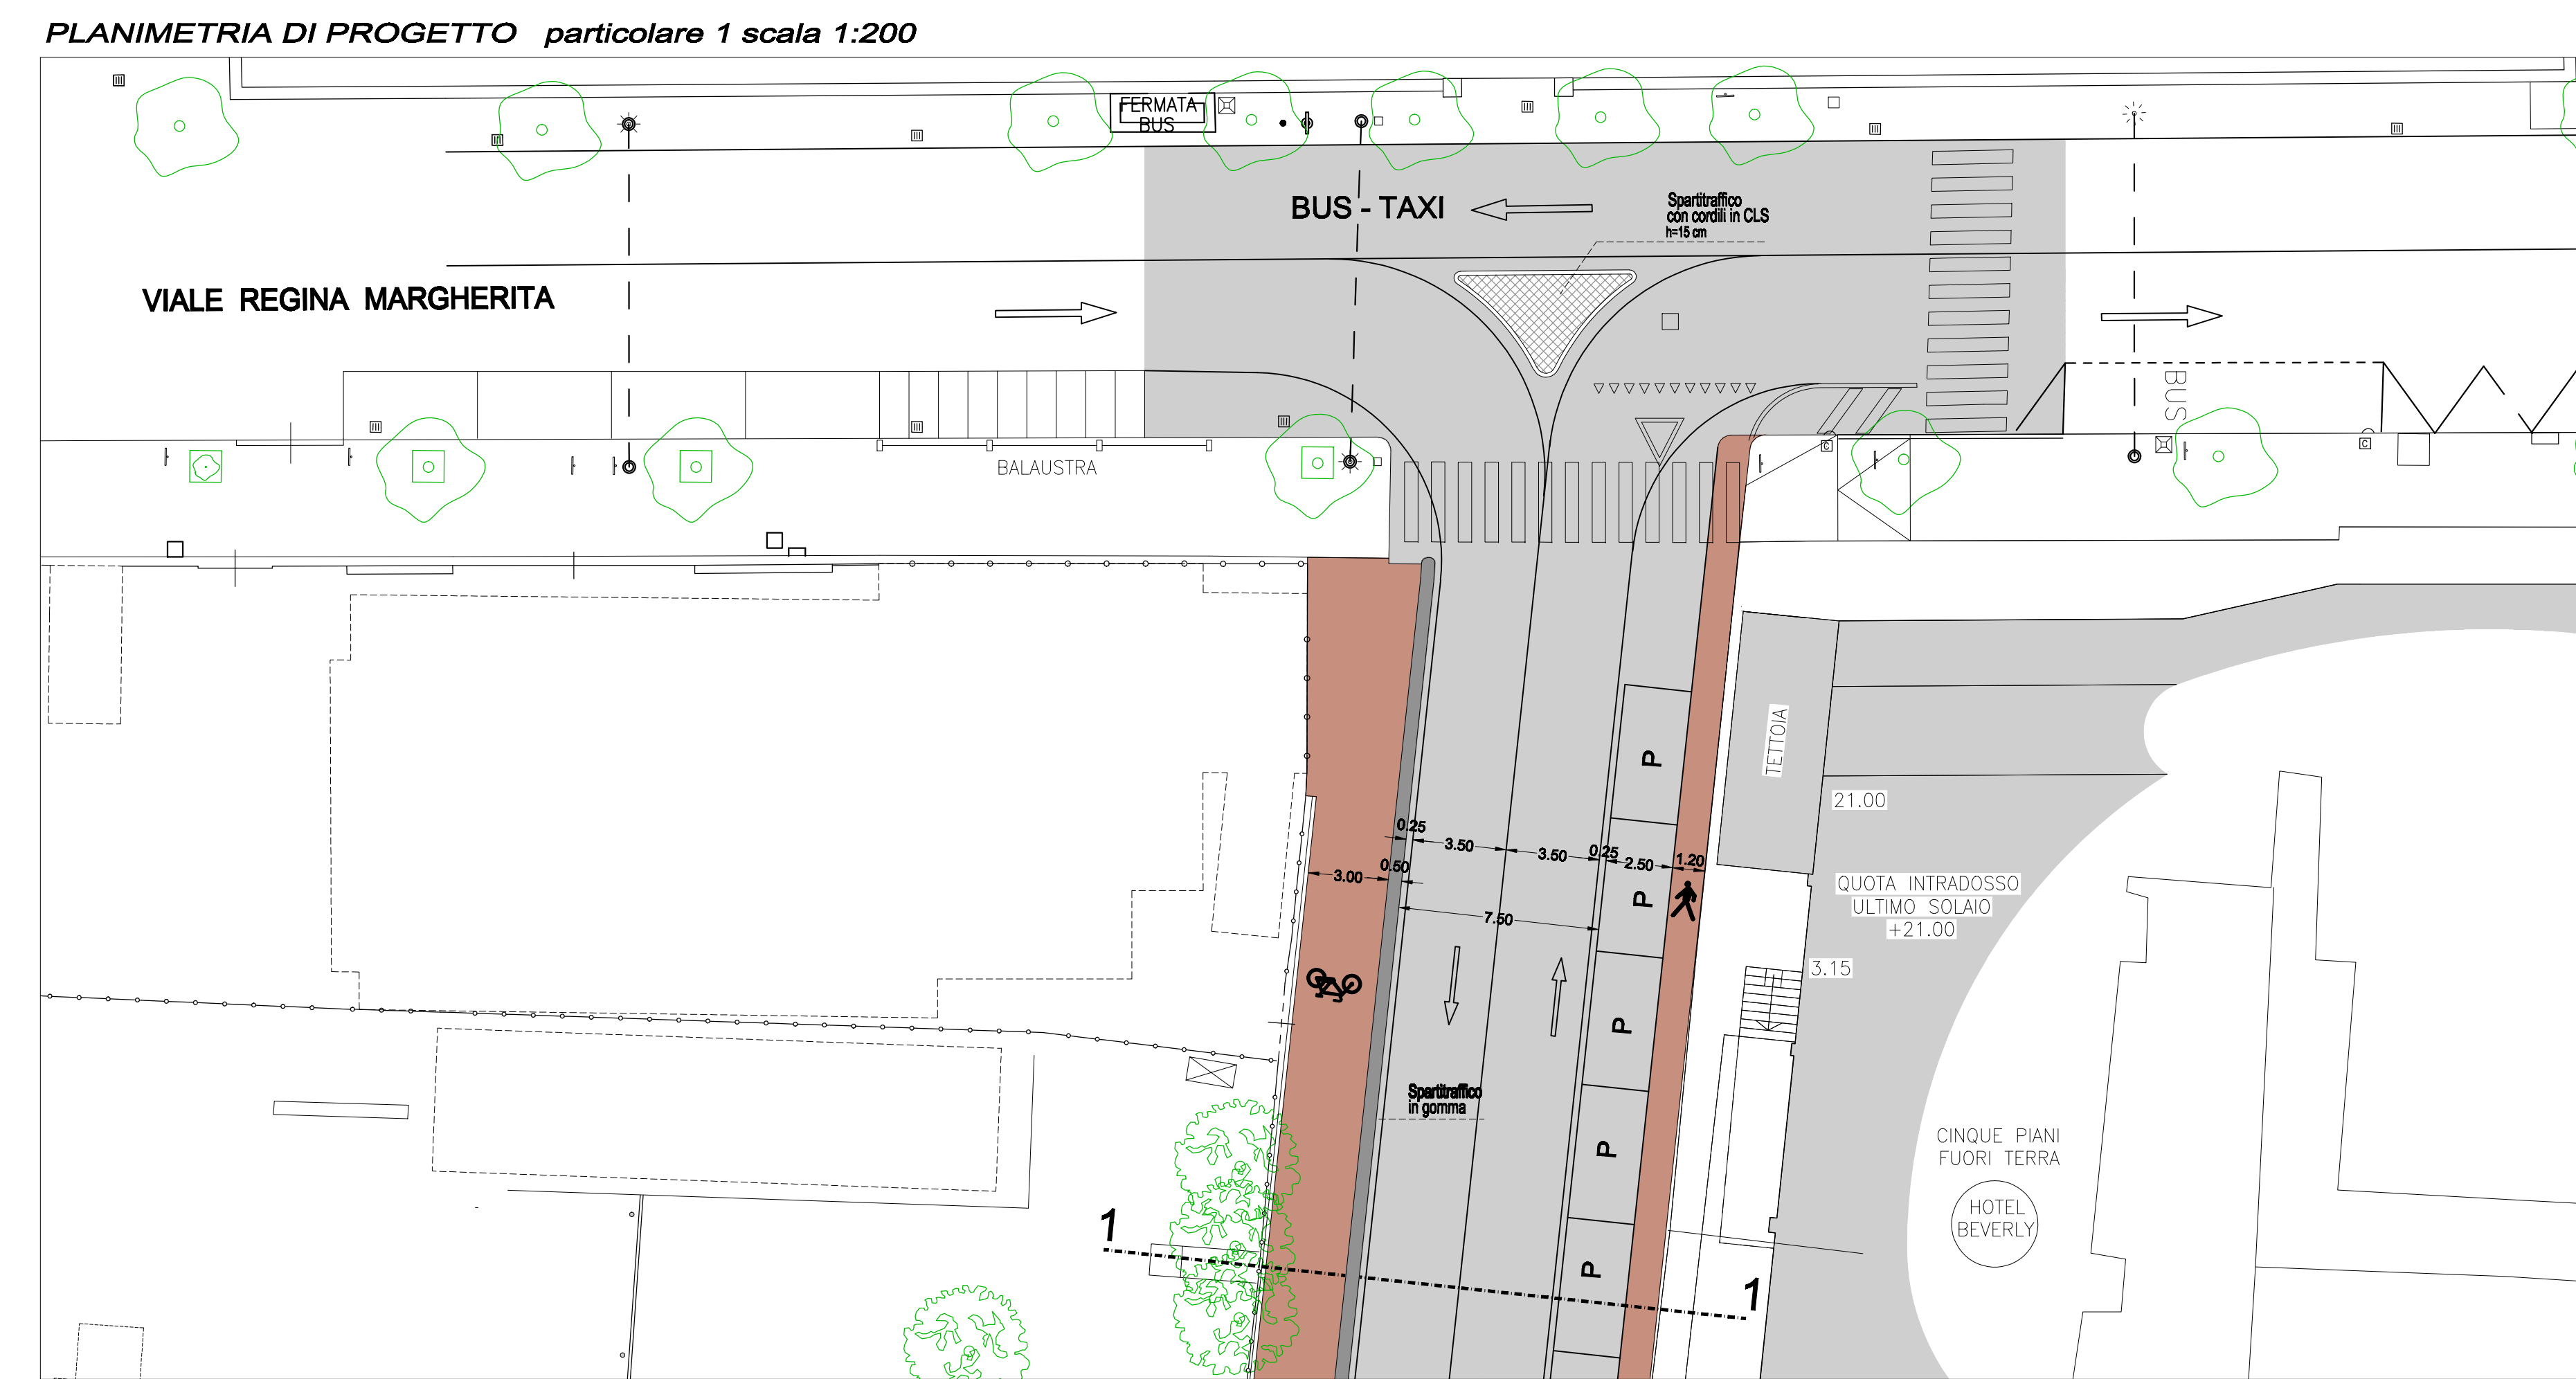 PLANIMETRIA DI PROGETTO particolare 1 scala 1:200
FERMATA
BUS
BUS - TAXI
Spartitraffico
con cordili in CLS
h=15 cm
VIALE REGINA MARGHERITA
BUS
C
C
BALAUSTRA
TETTOIA
P
21.00
0.25
3.50
3.50
0.25
2.50
1.20
3.00
0.50
P
7.50
QUOTA INTRADOSSO
ULTIMO SOLAIO
+21.00
3.15
P
Spartitraffico
in gomma
P
CINQUE PIANI
FUORI TERRA
HOTEL
BEVERLY
1
P
1